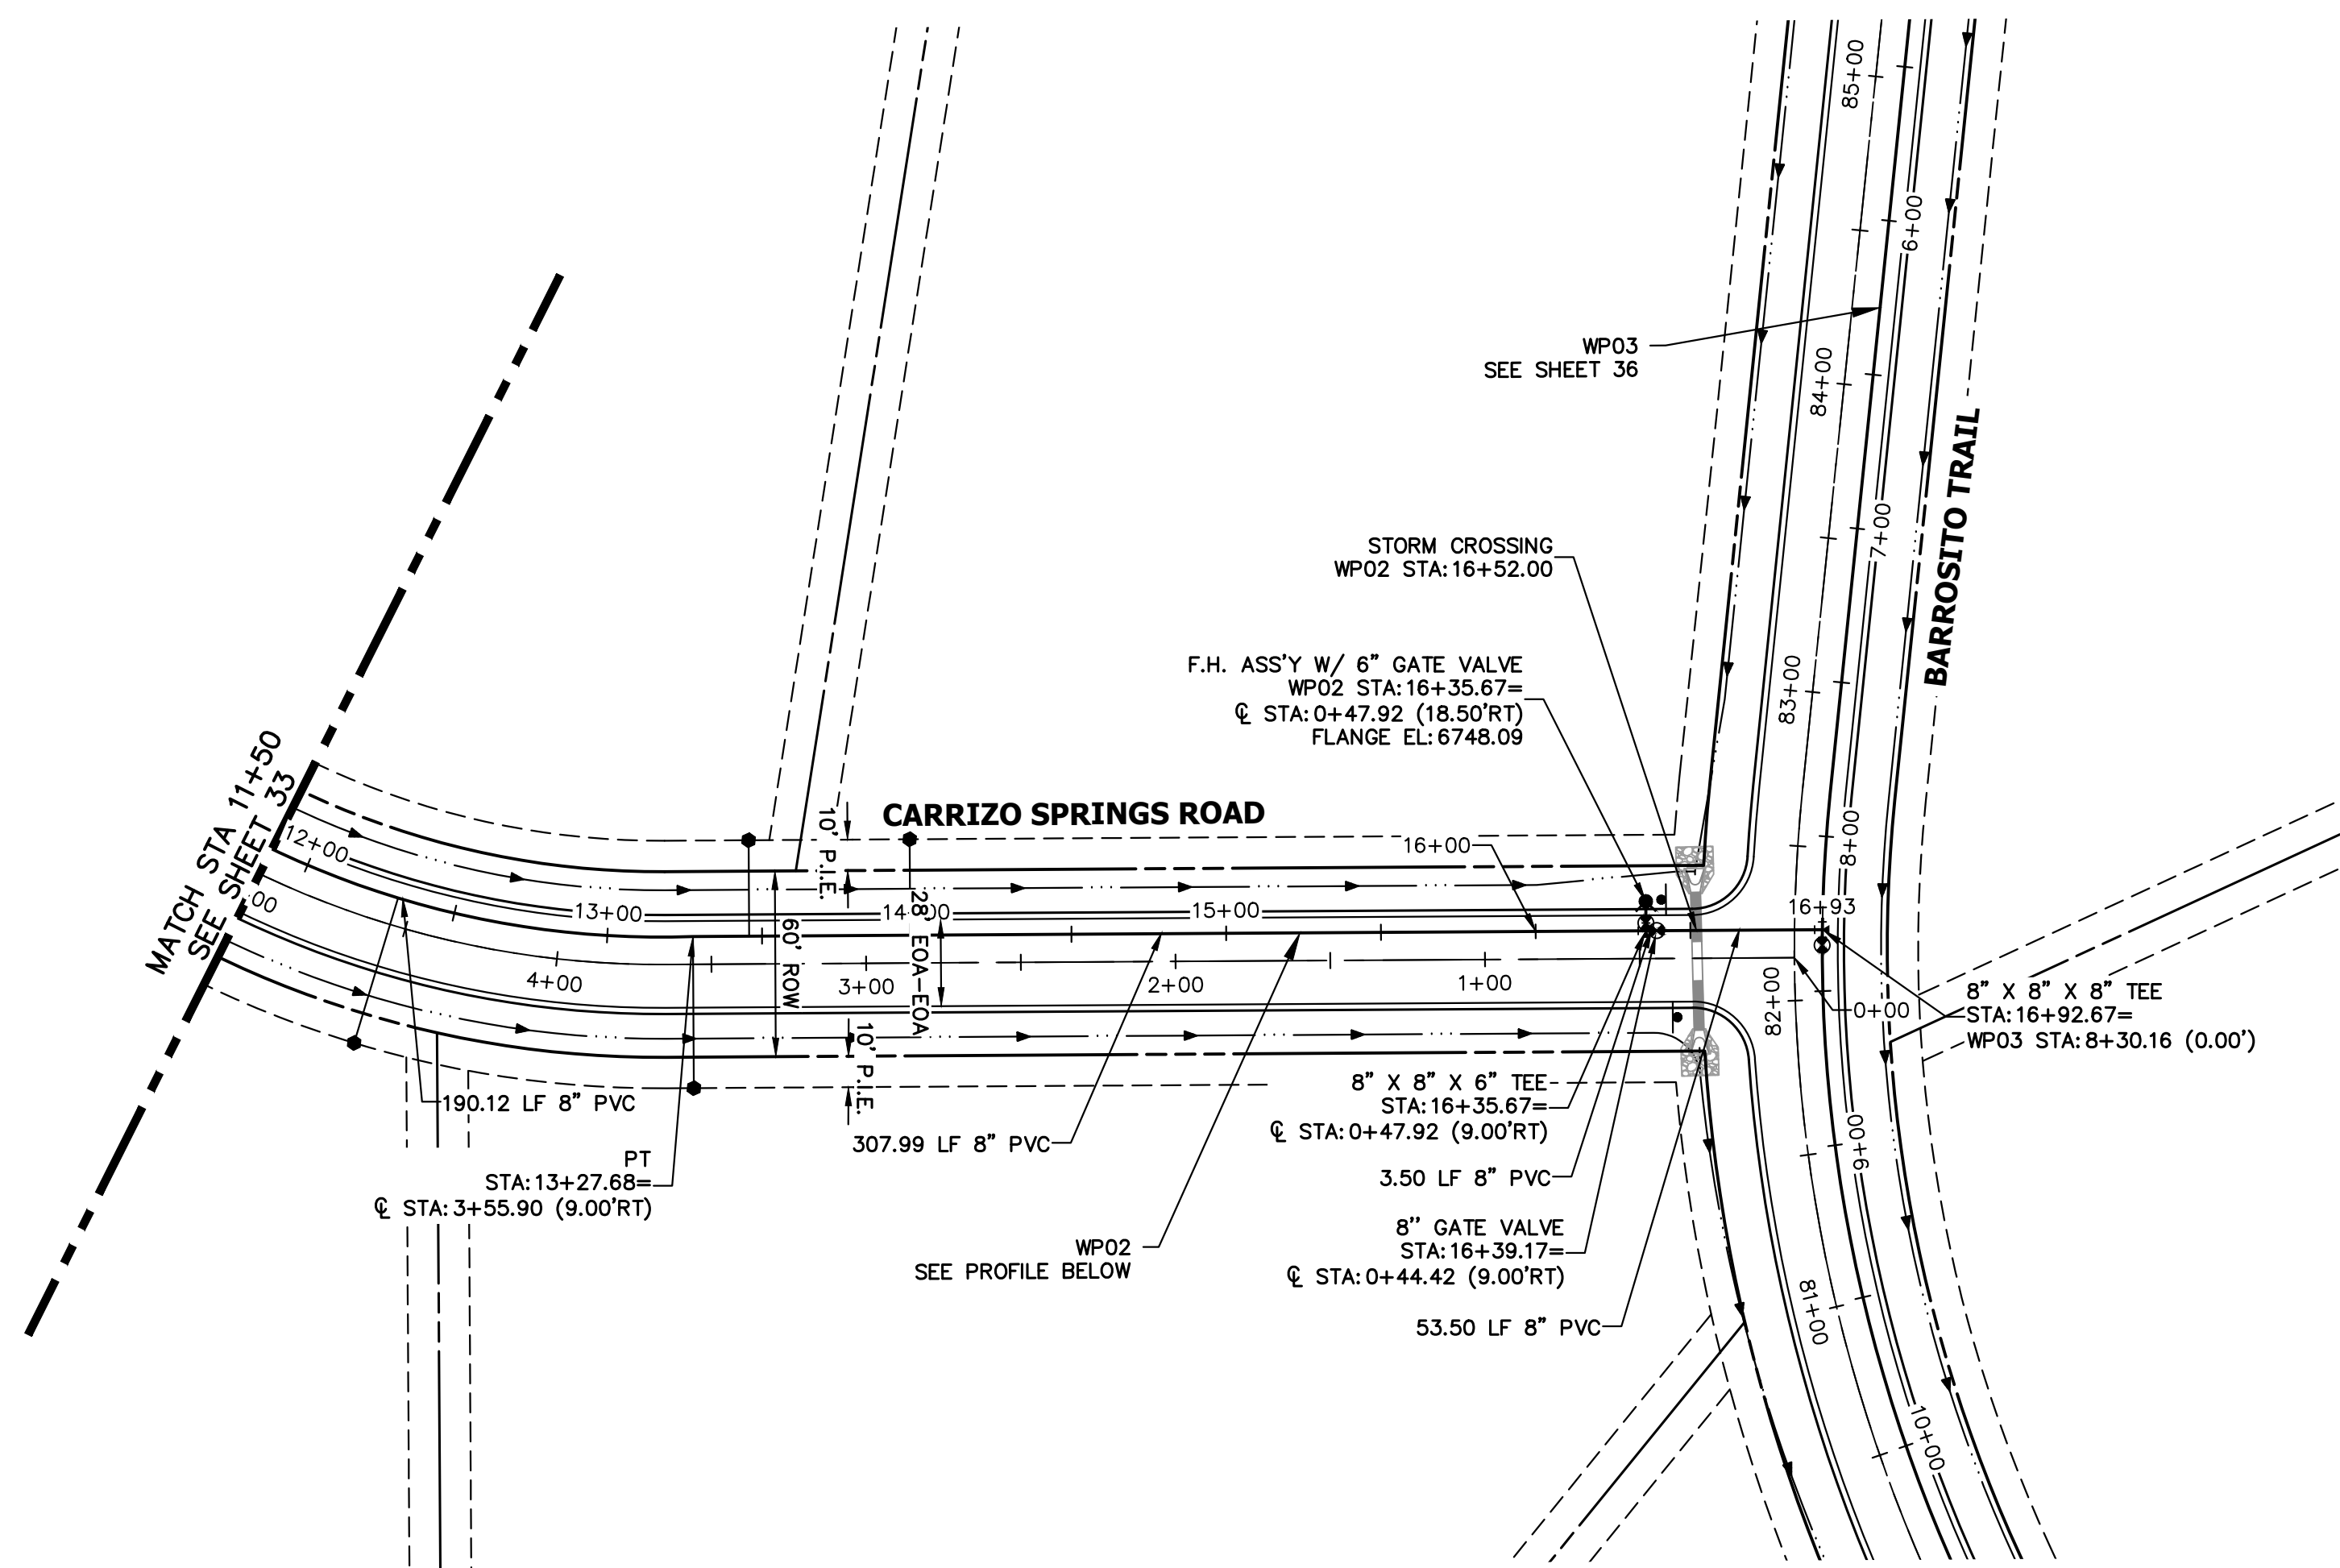 85+00
6+00
WP03
SEE SHEET 36
84+00
BARROSITO TRAIL
7+00
STORM CROSSING
WP02 STA:16+52.00
83+00
F.H. ASS'Y W/ 6" GATE VALVE
WP02 STA:16+35.67=
℄ STA:0+47.92 (18.50'RT)
FLANGE EL:6748.09
MATCH STA 11+50
SEE SHEET 33
CARRIZO SPRINGS ROAD
10' P.I.E.
12+00
16+00
8+00
:00
13+00
14+00
15+00
16+93
60' ROW
28' EOA-EOA
4+00
3+00
2+00
1+00
82+00
0+00
8" X 8" X 8" TEE
STA:16+92.67=
WP03 STA:8+30.16 (0.00')
10' P.I.E.
190.12 LF 8" PVC
307.99 LF 8" PVC
8" X 8" X 6" TEE
STA:16+35.67=
℄ STA:0+47.92 (9.00'RT)
9+00
PT
STA:13+27.68=
℄ STA:3+55.90 (9.00'RT)
3.50 LF 8" PVC
WP02
SEE PROFILE BELOW
8'' GATE VALVE
STA:16+39.17=
℄ STA:0+44.42 (9.00'RT)
81+00
53.50 LF 8" PVC
10+00